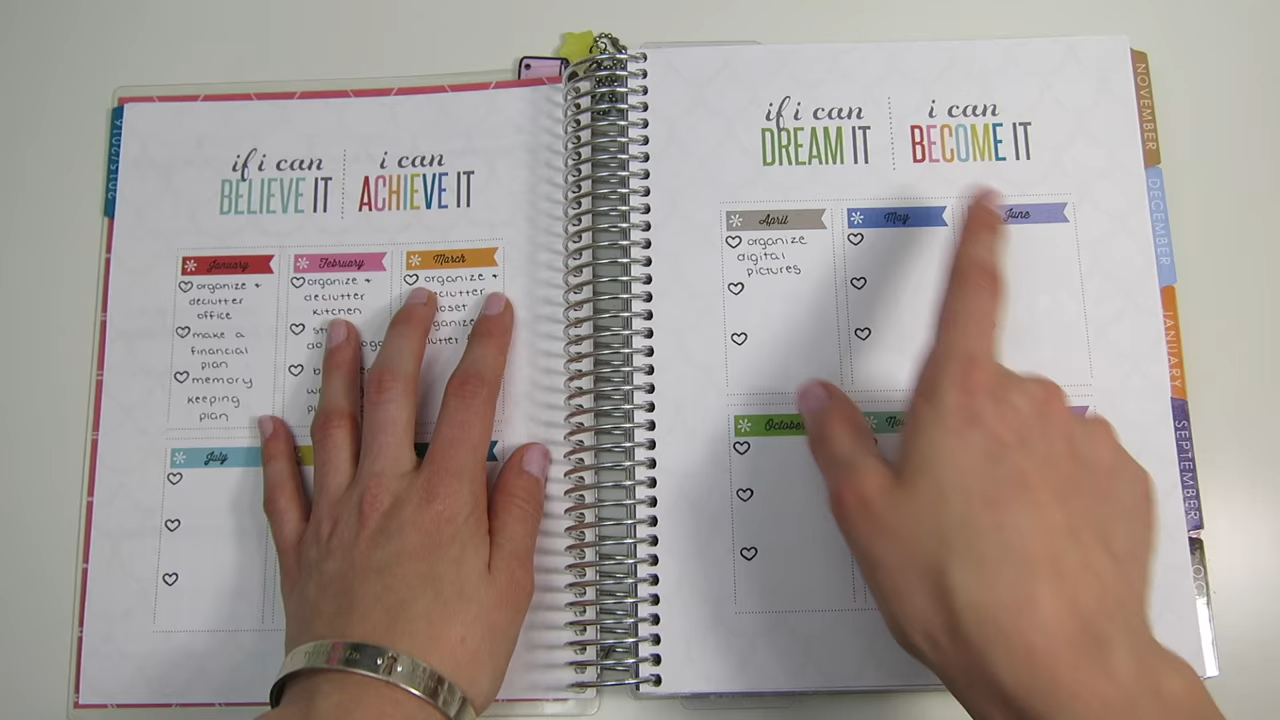 2015/2016
if i can
BELIEVE IT
i can
ACHIEVE IT
January
organize +
declutter
office
make a
financial
plan
memory
keeping
plan
February
organize +
declutter
kitchen
March
organize +
July
if i can
DREAM IT
i can
BECOME IT
April
organize
digital
pictures
May
June
October
NOVEMBER
DECEMBER
JANUARY
SEPTEMBER